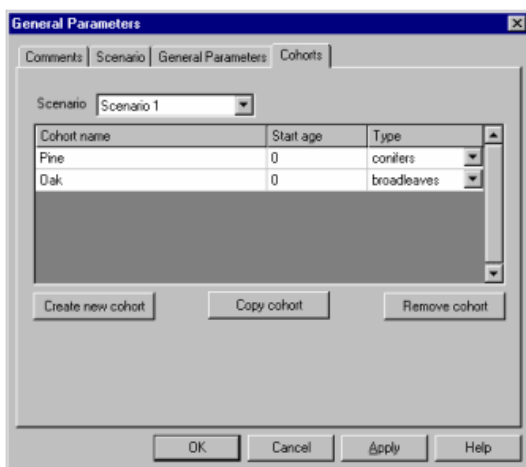 General Parameters
Comments Scenario General Parameters Cohorts
Scenario Scenario 1
Cohort name Start age Type
Pine 0 conifers
Oak 0 broadleaves
Create new cohort Copy cohort Remove cohort
OK Cancel Apply Help